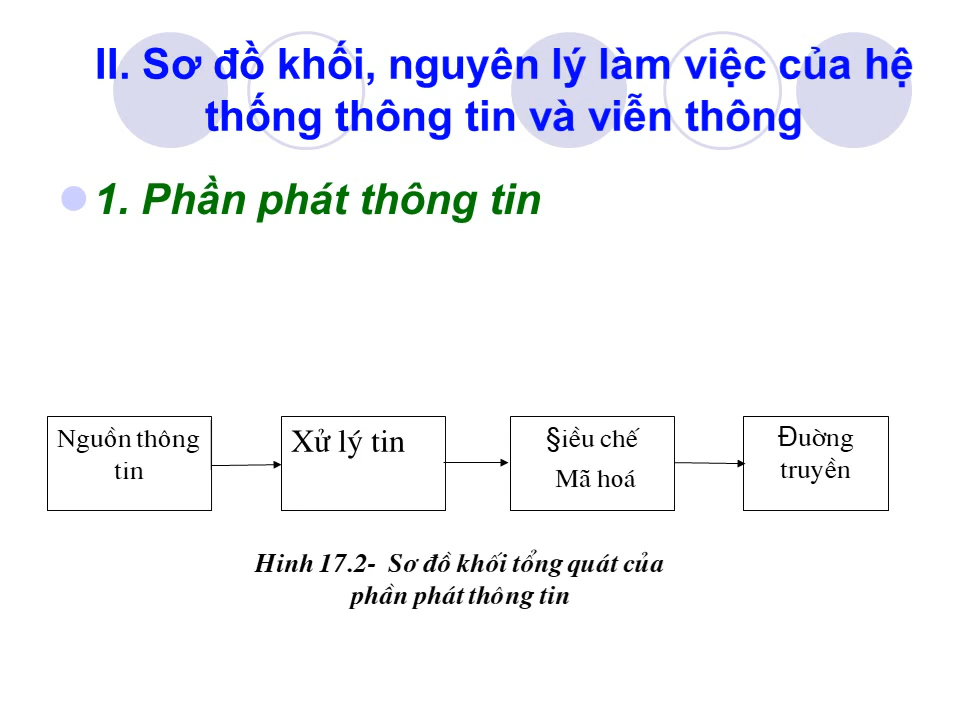 II. Sơ đồ khối, nguyên lý làm việc của hệ
thống thông tin và viễn thông
1. Phần phát thông tin
Nguồn thông
tin
Xử lý tin
§iều chế
Mã hoá
Đuờng
truyền
Hinh 17.2- Sơ đồ khối tổng quát của
phần phát thông tin